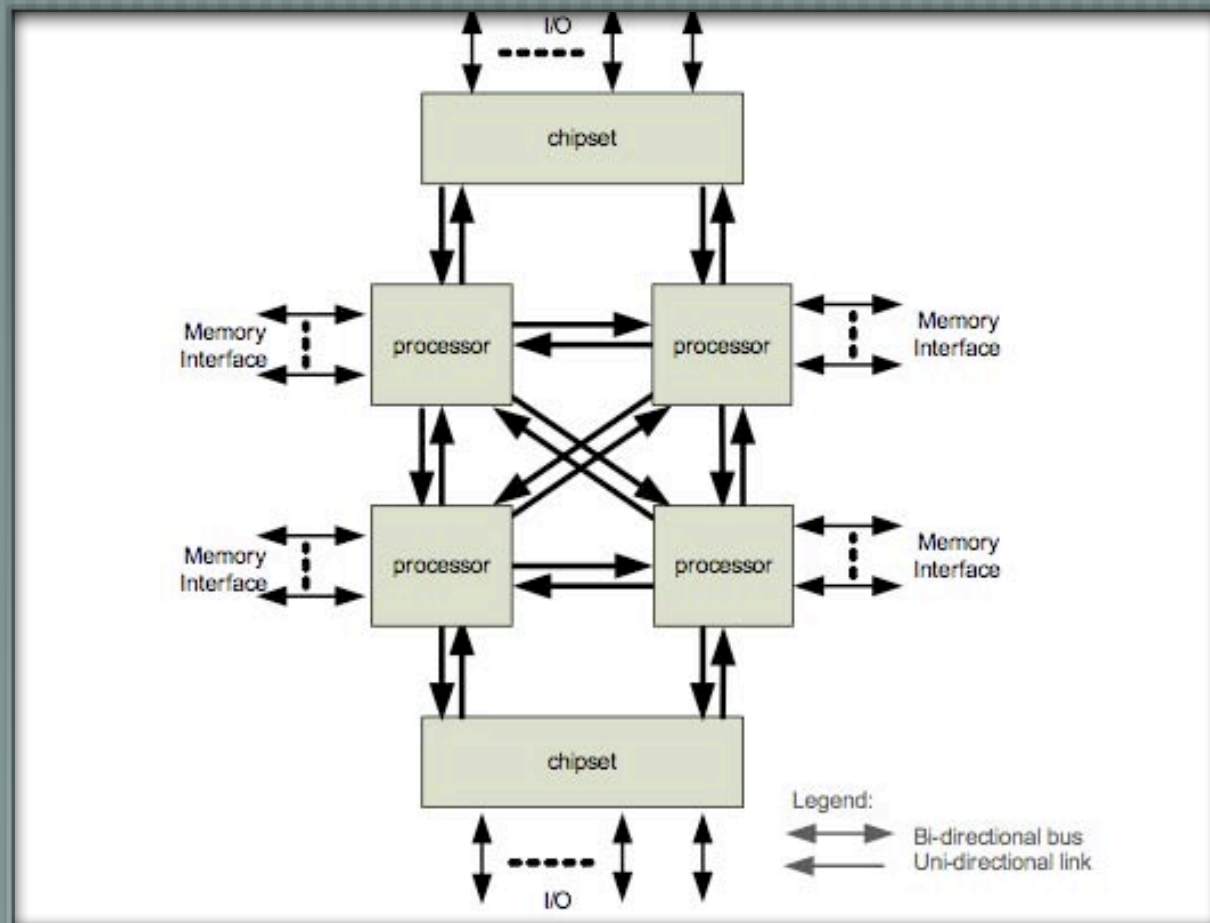 I/O
chipset
Memory
Interface
processor
processor
Memory
Interface
Memory
Interface
processor
processor
Memory
Interface
chipset
Legend:
Bi-directional bus
Uni-directional link
I/O